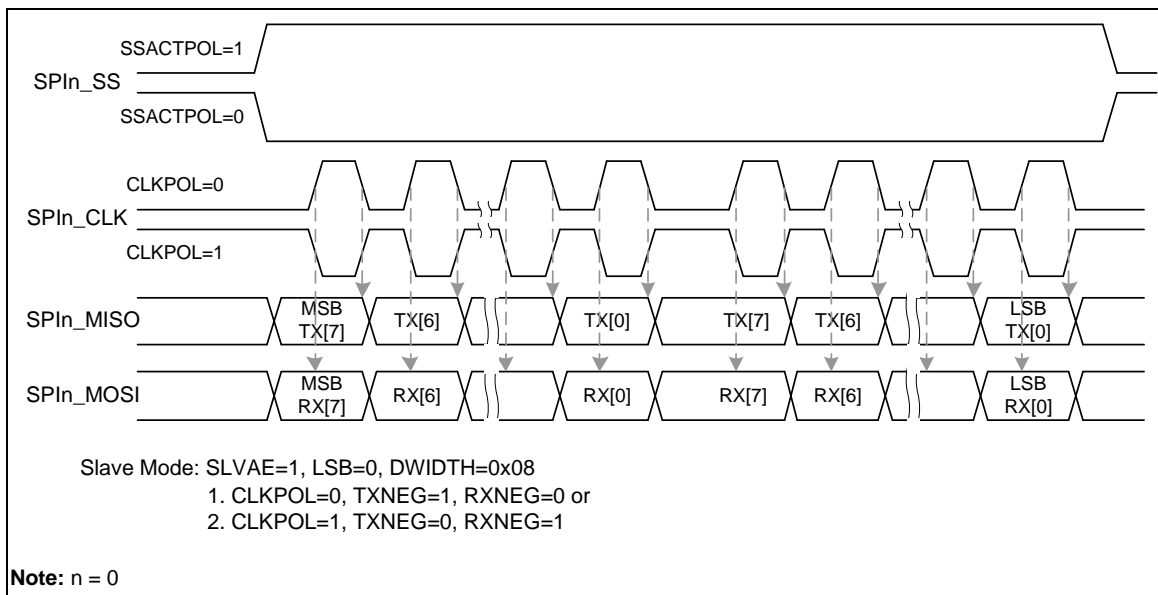 SSACTPOL=1
SPIn_SS
SSACTPOL=0
CLKPOL=0
SPIn_CLK
CLKPOL=1
SPIn_MISO
MSB
TX[7]
TX[6]
TX[0]
TX[7]
TX[6]
LSB
TX[0]
SPIn_MOSI
MSB
RX[7]
RX[6]
RX[0]
RX[7]
RX[6]
LSB
RX[0]
Slave Mode: SLVAE=1, LSB=0, DWIDTH=0x08
1. CLKPOL=0, TXNEG=1, RXNEG=0 or
2. CLKPOL=1, TXNEG=0, RXNEG=1
Note: n = 0